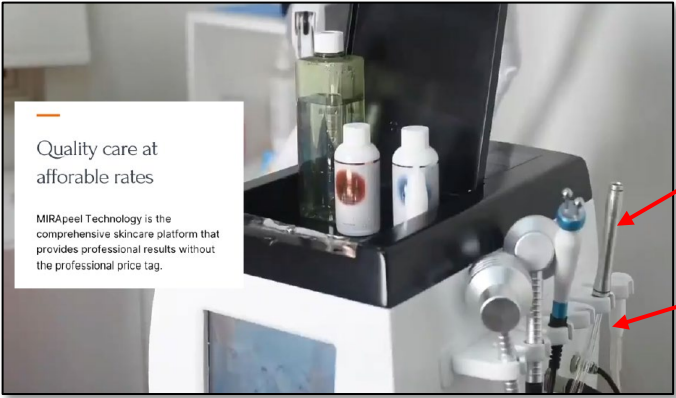 Quality care at
afforable rates
MIRApeel Technology is the
comprehensive skincare platform that
provides professional results without
the professional price tag.